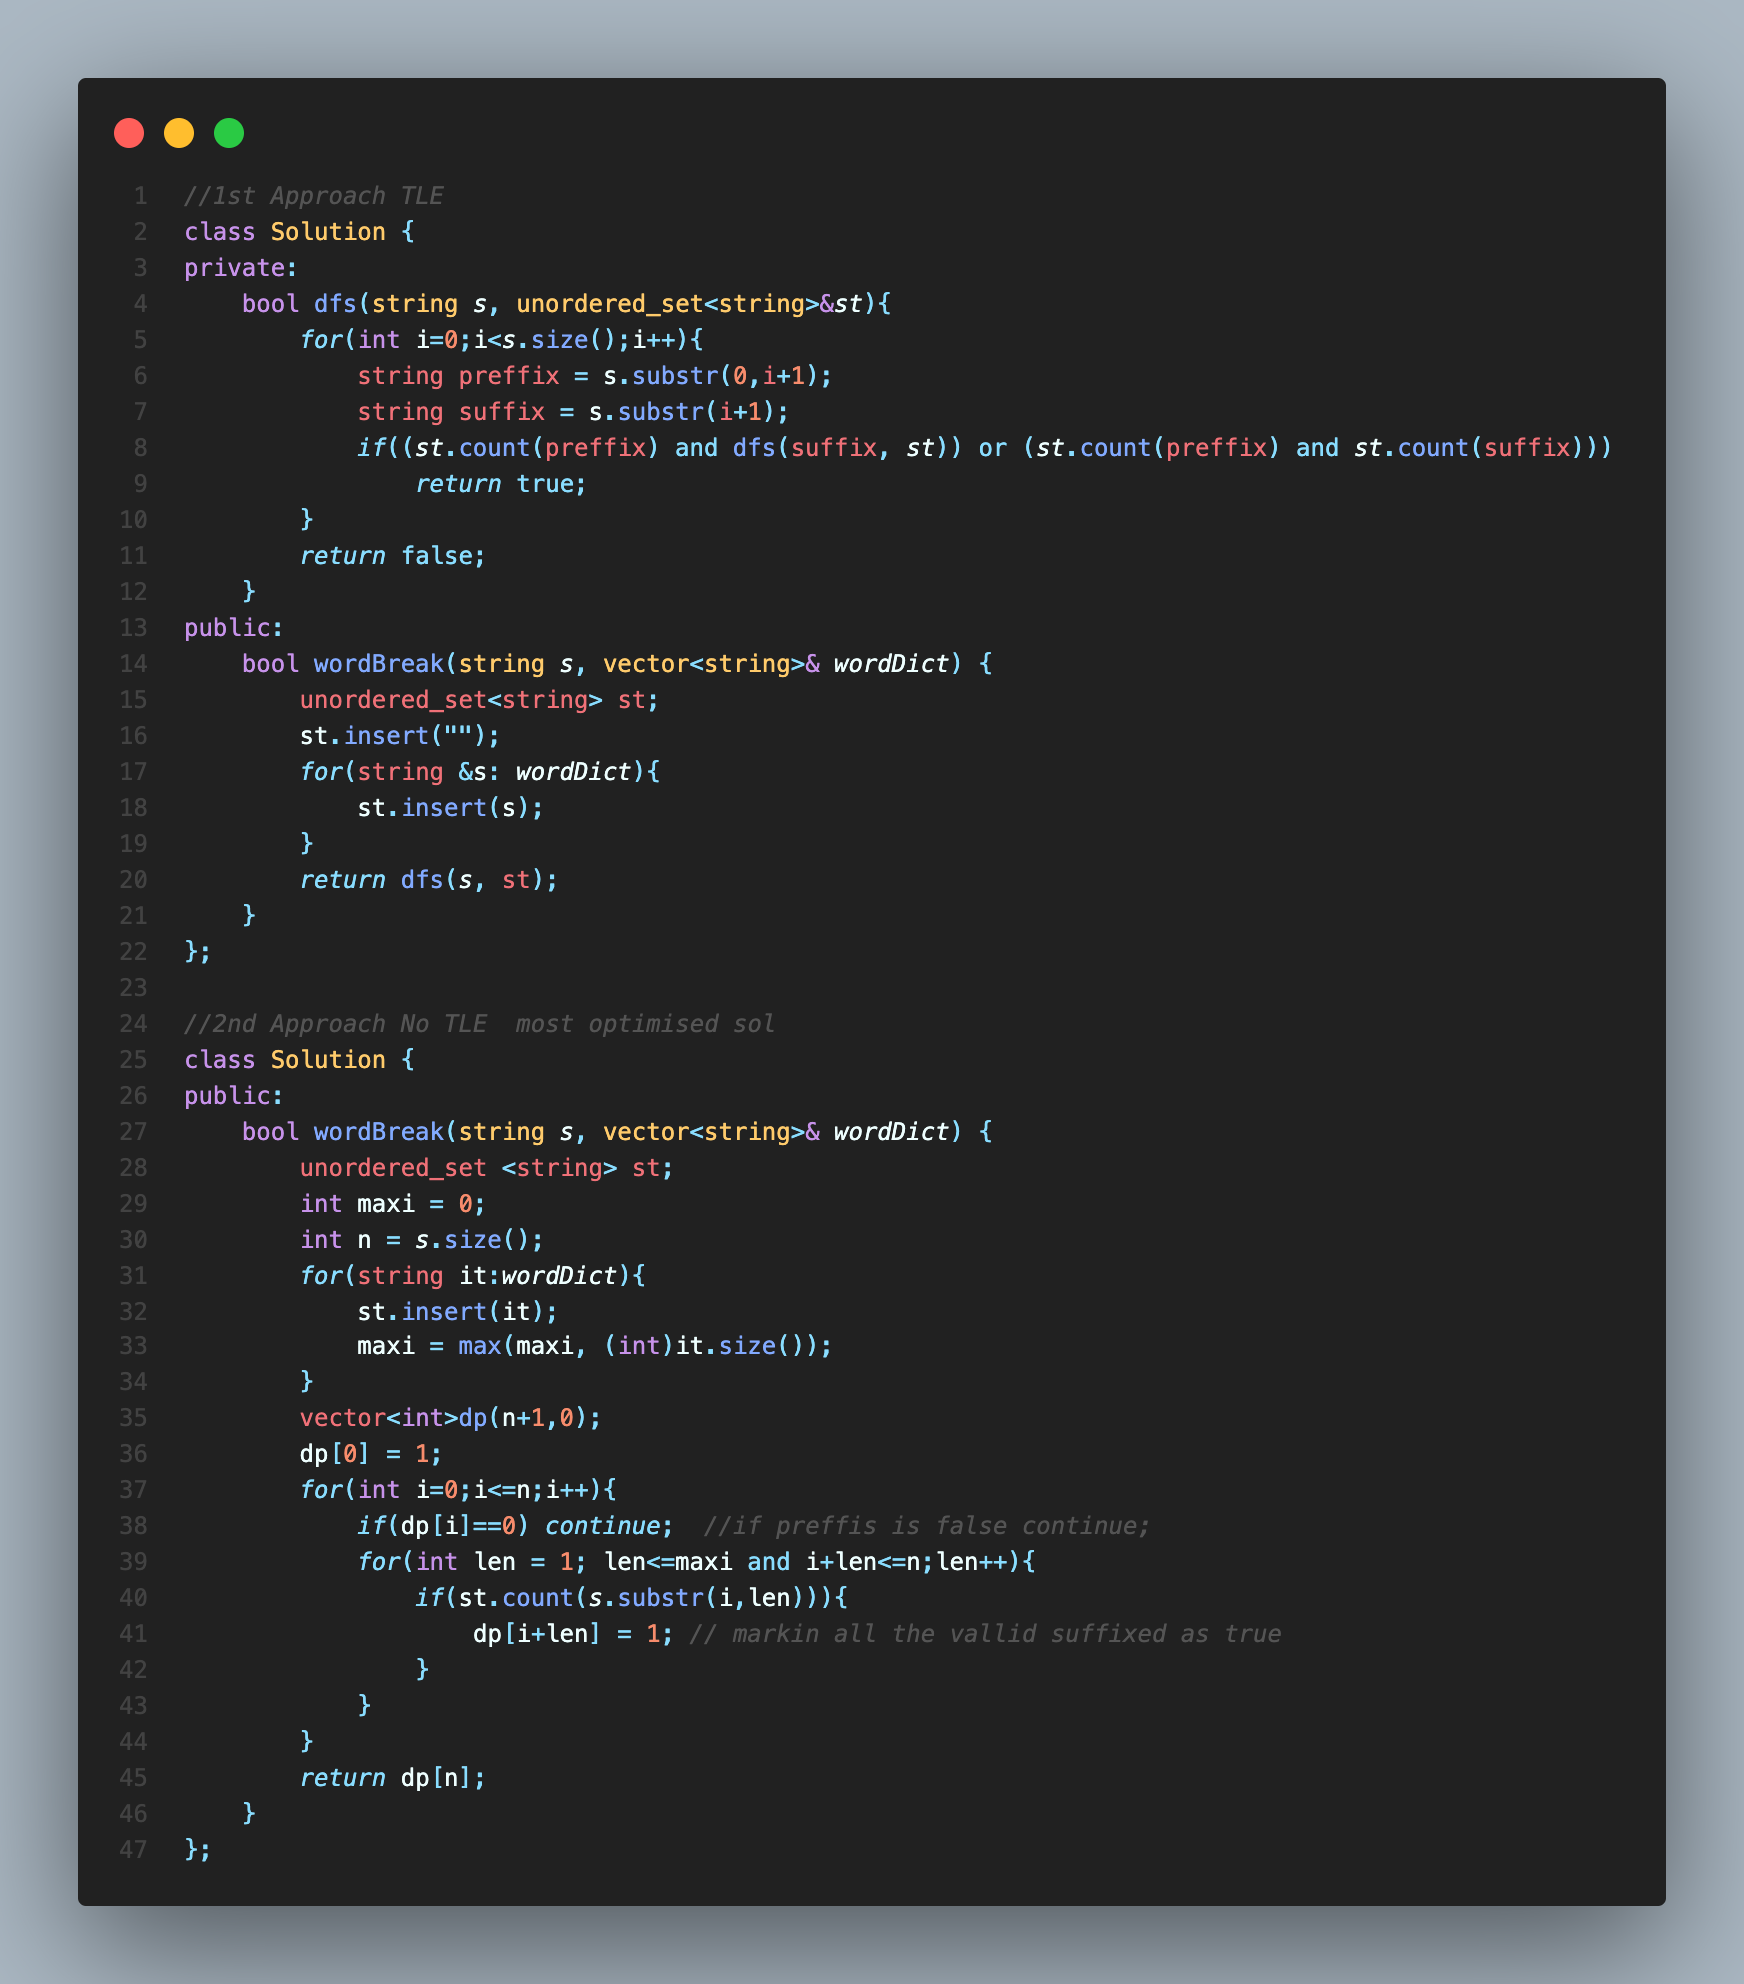 1 //1st Approach TLE
2 class Solution {
3 private:
4     bool dfs(string s, unordered_set<string>&st){
5         for(int i=0;i<s.size();i++){
6             string preffix = s.substr(0,i+1);
7             string suffix = s.substr(i+1);
8             if((st.count(preffix) and dfs(suffix, st)) or (st.count(preffix) and st.count(suffix)))
9                 return true;
10         }
11         return false;
12     }
13 public:
14     bool wordBreak(string s, vector<string>& wordDict) {
15         unordered_set<string> st;
16         st.insert("");
17         for(string &s: wordDict){
18             st.insert(s);
19         }
20         return dfs(s, st);
21     }
22 };
23
24 //2nd Approach No TLE  most optimised sol
25 class Solution {
26 public:
27     bool wordBreak(string s, vector<string>& wordDict) {
28         unordered_set <string> st;
29         int maxi = 0;
30         int n = s.size();
31         for(string it:wordDict){
32             st.insert(it);
33             maxi = max(maxi, (int)it.size());
34         }
35         vector<int>dp(n+1,0);
36         dp[0] = 1;
37         for(int i=0;i<=n;i++){
38             if(dp[i]==0) continue;  //if preffis is false continue;
39             for(int len = 1; len<=maxi and i+len<=n;len++){
40                 if(st.count(s.substr(i,len))){
41                     dp[i+len] = 1; // markin all the vallid suffixed as true
42                 }
43             }
44         }
45         return dp[n];
46     }
47 };